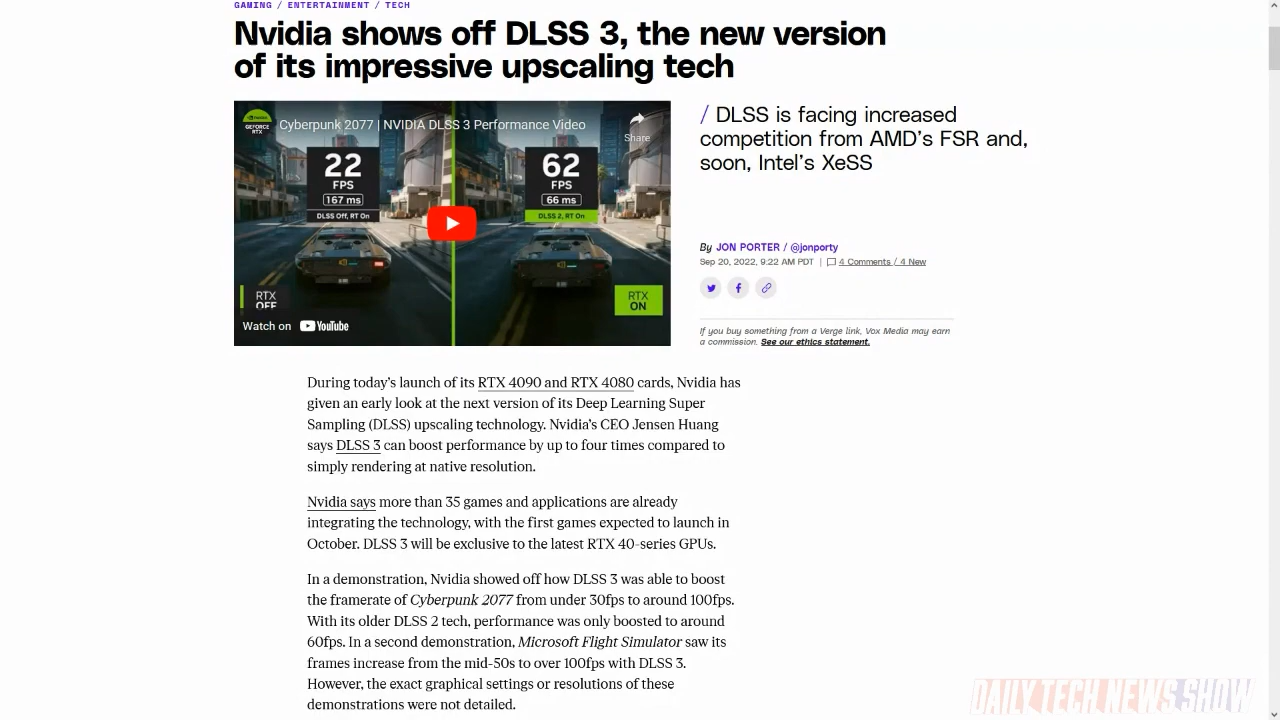 GAMING / ENTERTAINMENT / TECH
Nvidia shows off DLSS 3, the new version
of its impressive upscaling tech
NVIDIA
GEFORCE
RTX
Cyberpunk 2077 | NVIDIA DLSS 3 Performance Video
Share
22
FPS
167 ms
DLSS Off, RT On
62
FPS
66 ms
DLSS 2, RT On
RTX
OFF
RTX
ON
Watch on YouTube
/ DLSS is facing increased
competition from AMD’s FSR and,
soon, Intel’s XeSS
By JON PORTER / @jonporty
Sep 20, 2022, 9:22 AM PDT | 4 Comments / 4 New
If you buy something from a Verge link, Vox Media may earn
a commission. See our ethics statement.
During today’s launch of its RTX 4090 and RTX 4080 cards, Nvidia has
given an early look at the next version of its Deep Learning Super
Sampling (DLSS) upscaling technology. Nvidia’s CEO Jensen Huang
says DLSS 3 can boost performance by up to four times compared to
simply rendering at native resolution.
Nvidia says more than 35 games and applications are already
integrating the technology, with the first games expected to launch in
October. DLSS 3 will be exclusive to the latest RTX 40-series GPUs.
In a demonstration, Nvidia showed off how DLSS 3 was able to boost
the framerate of Cyberpunk 2077 from under 30fps to around 100fps.
With its older DLSS 2 tech, performance was only boosted to around
60fps. In a second demonstration, Microsoft Flight Simulator saw its
frames increase from the mid-50s to over 100fps with DLSS 3.
However, the exact graphical settings or resolutions of these
demonstrations were not detailed.
DAILY TECH NEWS SHOW